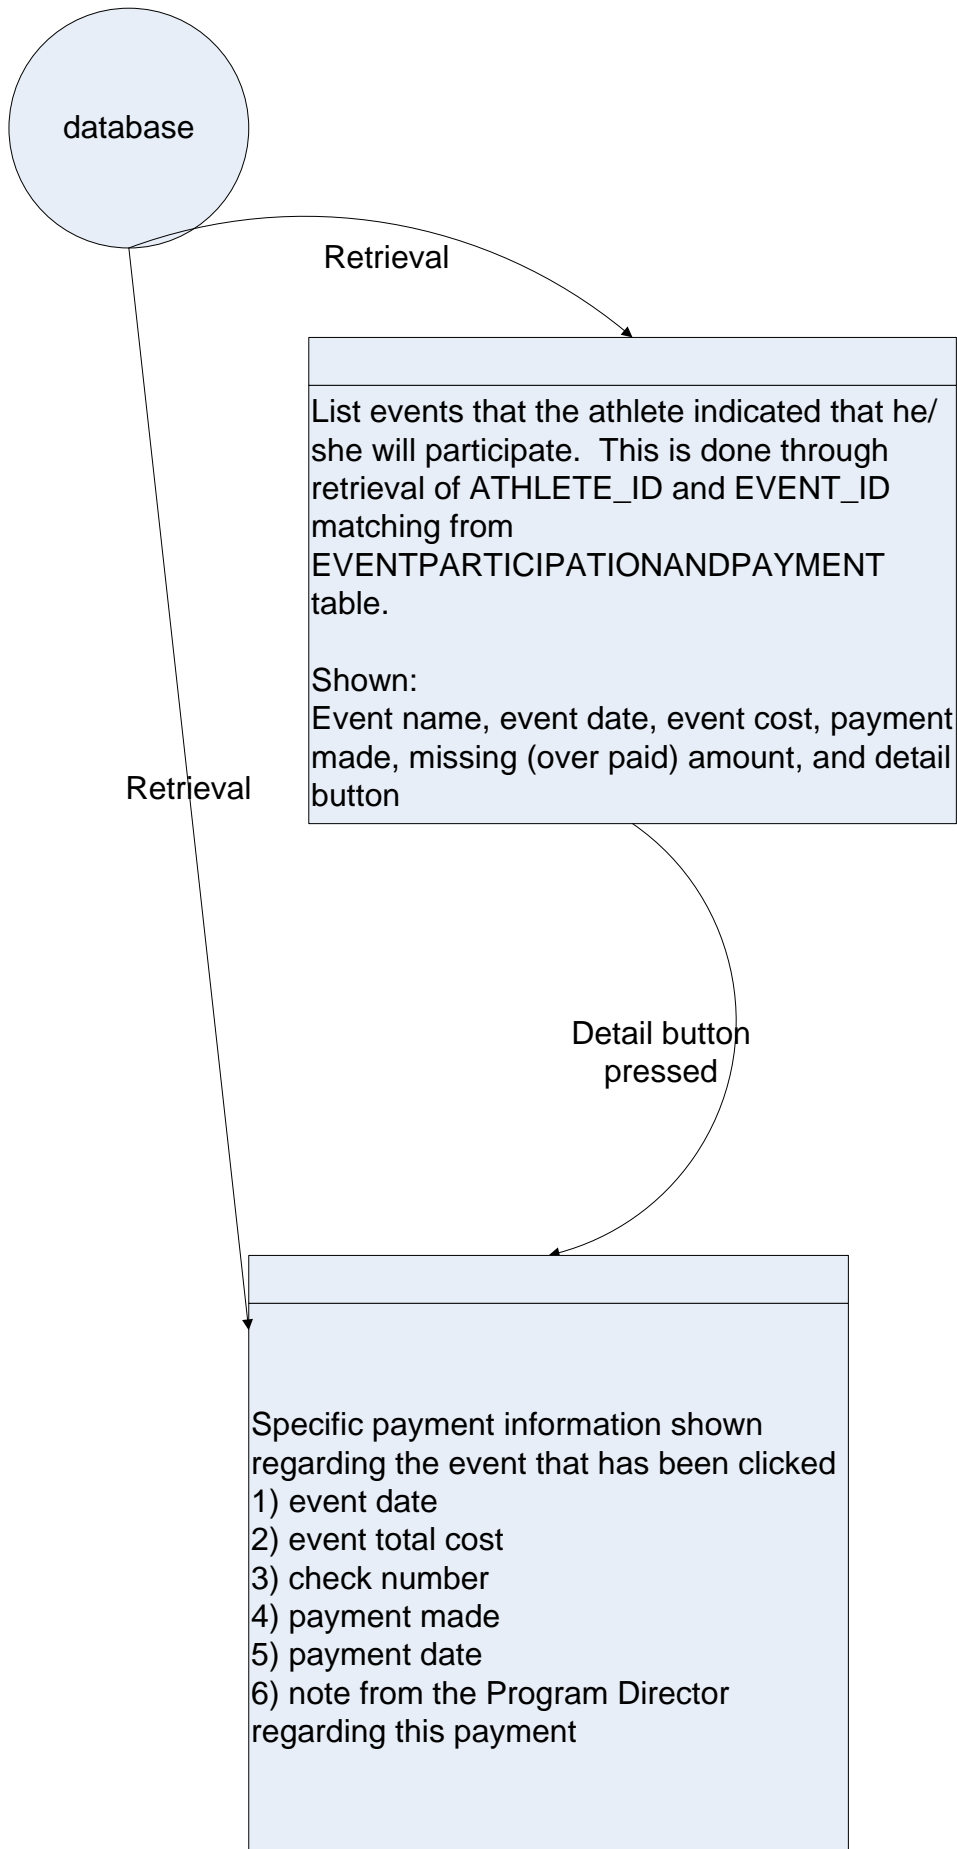 database
Retrieval
List events that the athlete indicated that he/
she will participate.  This is done through
retrieval of ATHLETE_ID and EVENT_ID
matching from
EVENTPARTICIPATIONANDPAYMENT
table.
Shown:
Event name, event date, event cost, payment
made, missing (over paid) amount, and detail
button
Retrieval
Detail button
pressed
Specific payment information shown
regarding the event that has been clicked
1) event date
2) event total cost
3) check number
4) payment made
5) payment date
6) note from the Program Director
regarding this payment